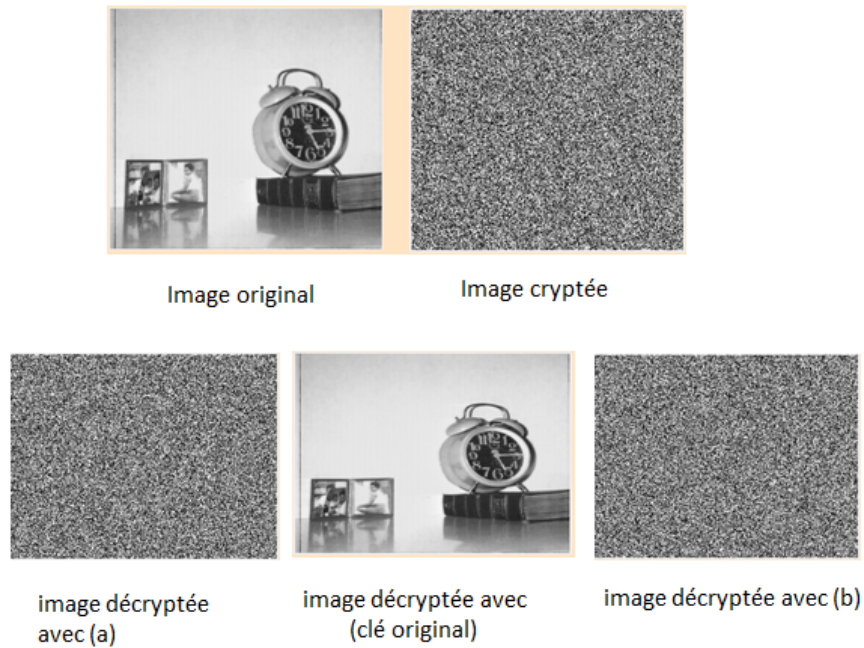 Image original
Image cryptée
image décryptée
avec (a)
image décryptée avec
(clé original)
image décryptée avec (b)